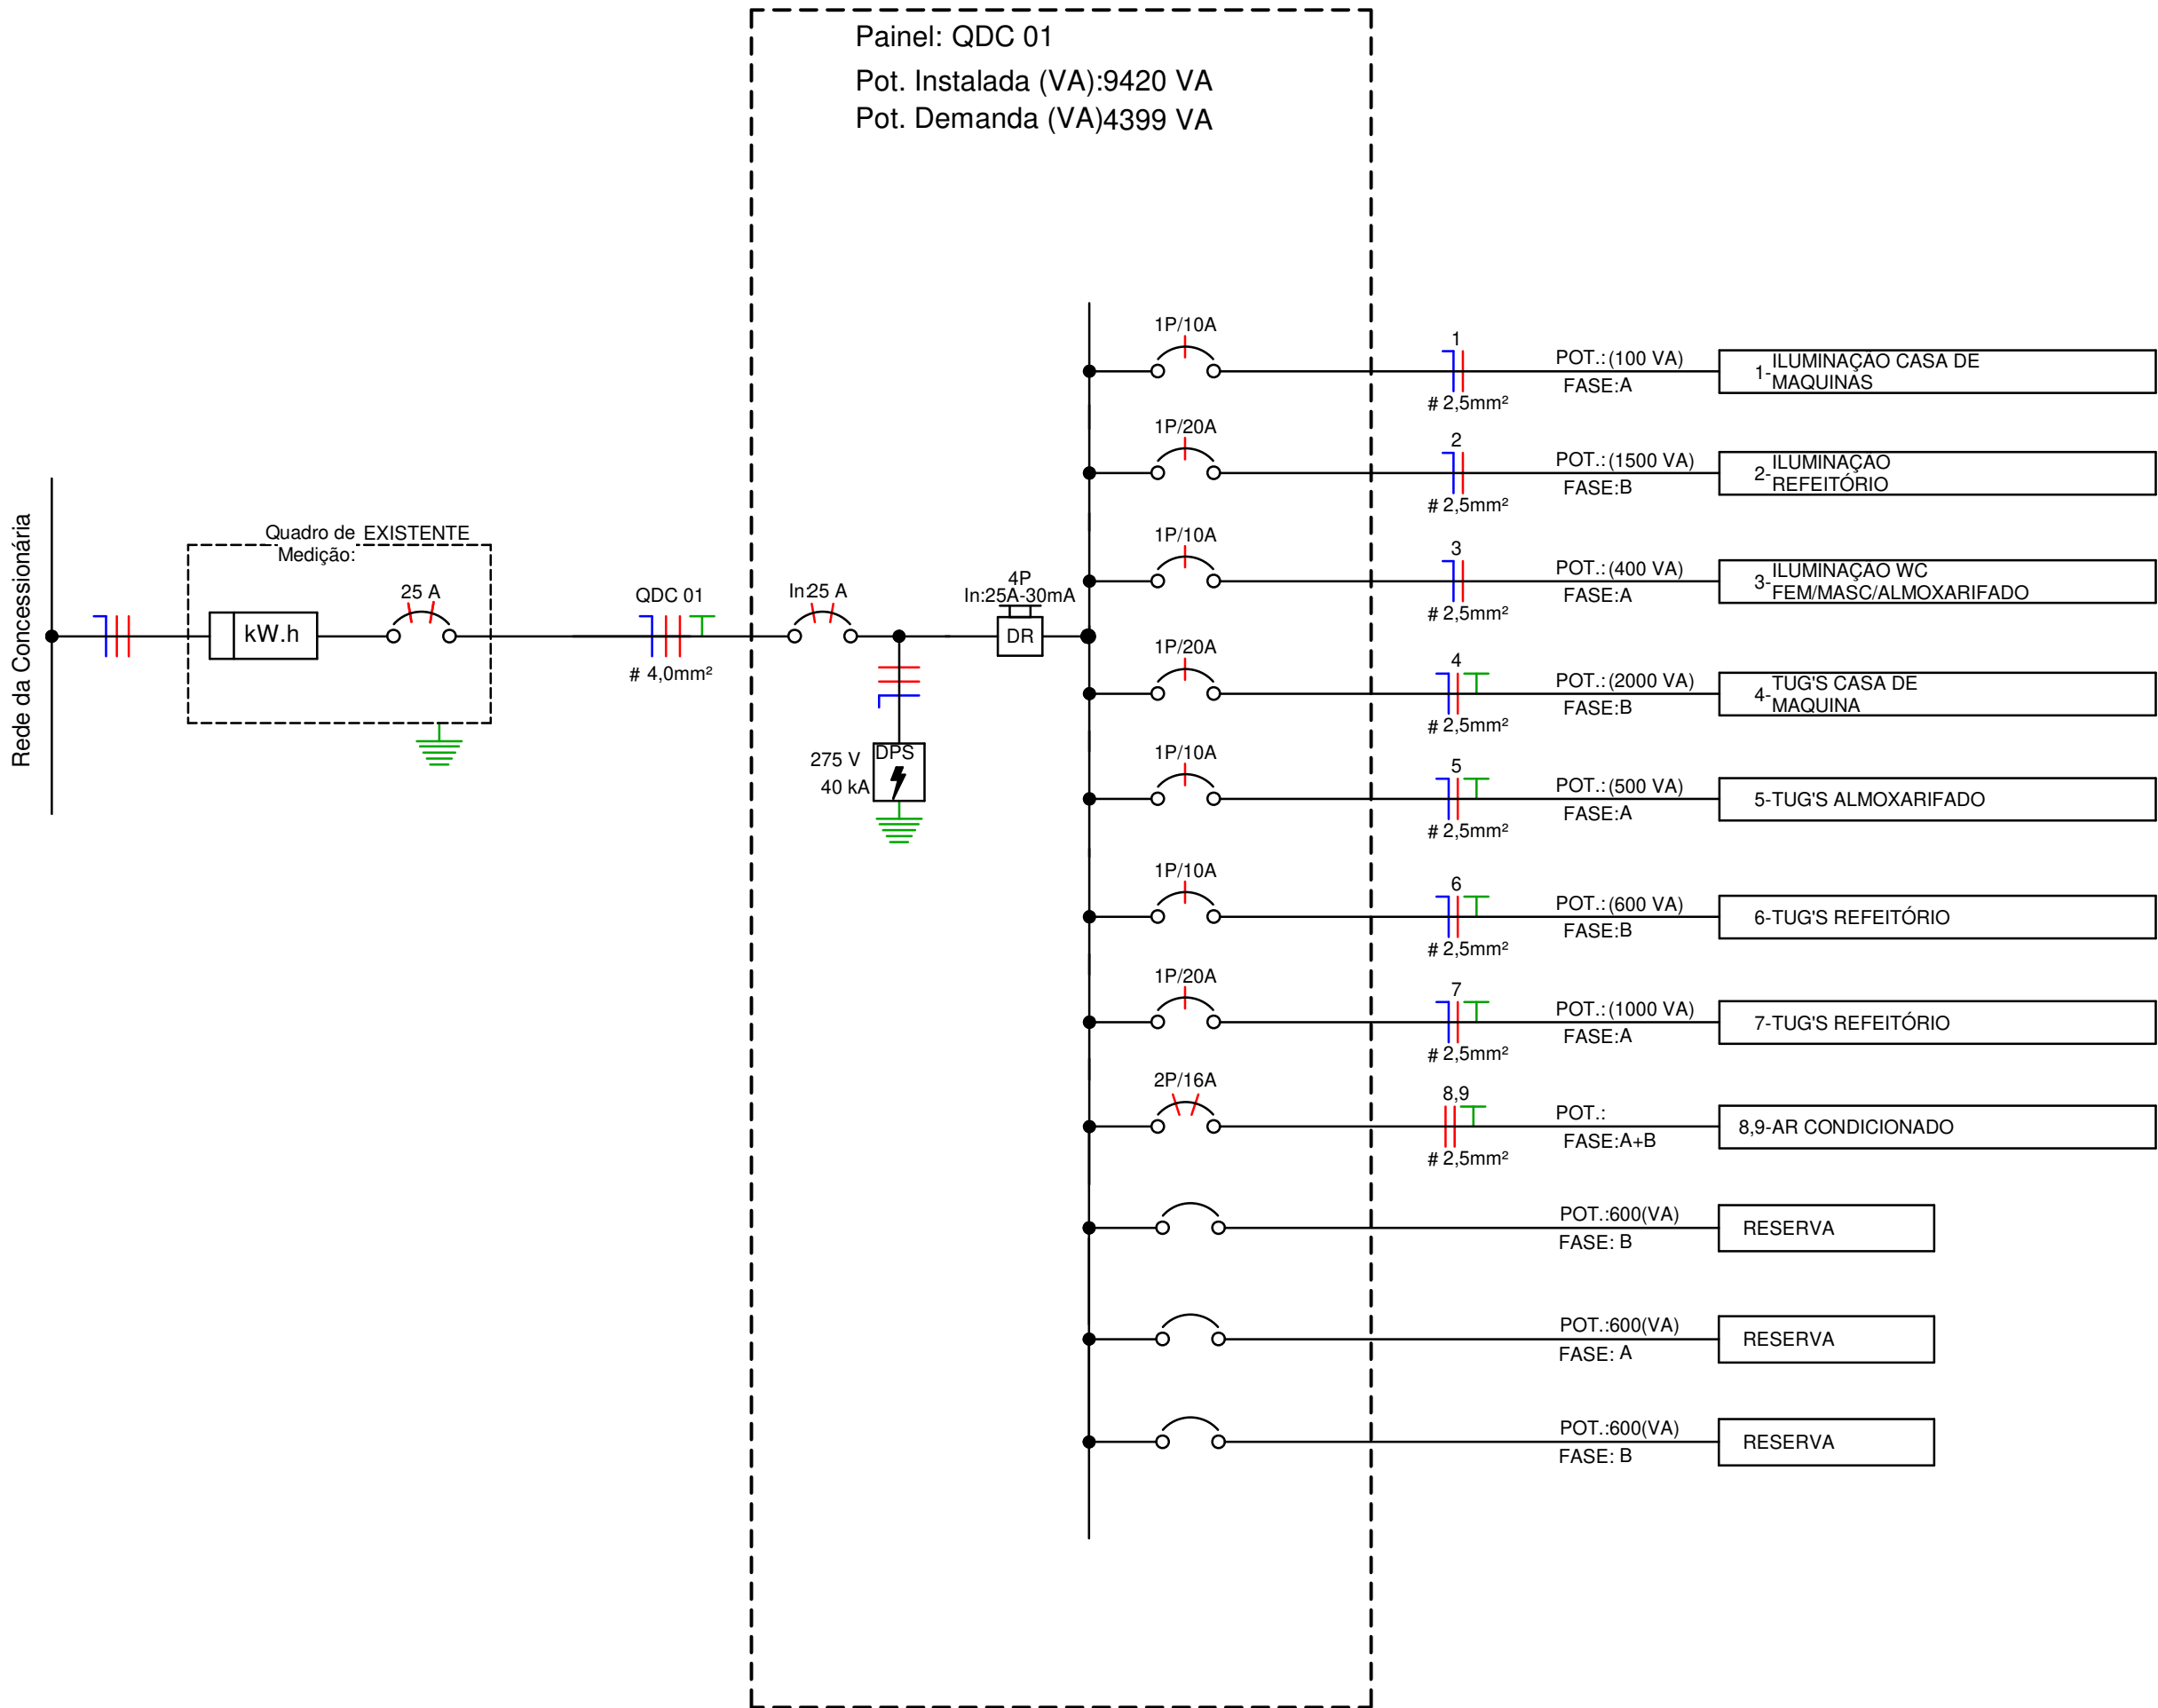 Painel: QDC 01
Pot. Instalada (VA):9420 VA
Pot. Demanda (VA)4399 VA
Rede da Concessionária
Quadro de EXISTENTE
Medição:
kW.h
25 A
QDC 01
# 4,0mm²
In:25 A
275 V
40 kA
DPS
4P
In:25A-30mA
DR
1P/10A
1
# 2,5mm²
POT.: (100 VA)
FASE:A
1-ILUMINAÇÃO CASA DE
MAQUINAS
1P/20A
2
# 2,5mm²
POT.: (1500 VA)
FASE:B
2-ILUMINAÇÃO
REFEITÓRIO
1P/10A
3
# 2,5mm²
POT.: (400 VA)
FASE:A
3-ILUMINAÇÃO WC
FEM/MASC/ALMOXARIFADO
1P/20A
4
# 2,5mm²
POT.: (2000 VA)
FASE:B
4-TUG'S CASA DE
MAQUINA
1P/10A
5
# 2,5mm²
POT.: (500 VA)
FASE:A
5-TUG'S ALMOXARIFADO
1P/10A
6
# 2,5mm²
POT.: (600 VA)
FASE:B
6-TUG'S REFEITÓRIO
1P/20A
7
# 2,5mm²
POT.: (1000 VA)
FASE:A
7-TUG'S REFEITÓRIO
2P/16A
8,9
# 2,5mm²
POT.:
FASE:A+B
8,9-AR CONDICIONADO
POT.:600(VA)
FASE: B
RESERVA
POT.:600(VA)
FASE: A
RESERVA
POT.:600(VA)
FASE: B
RESERVA